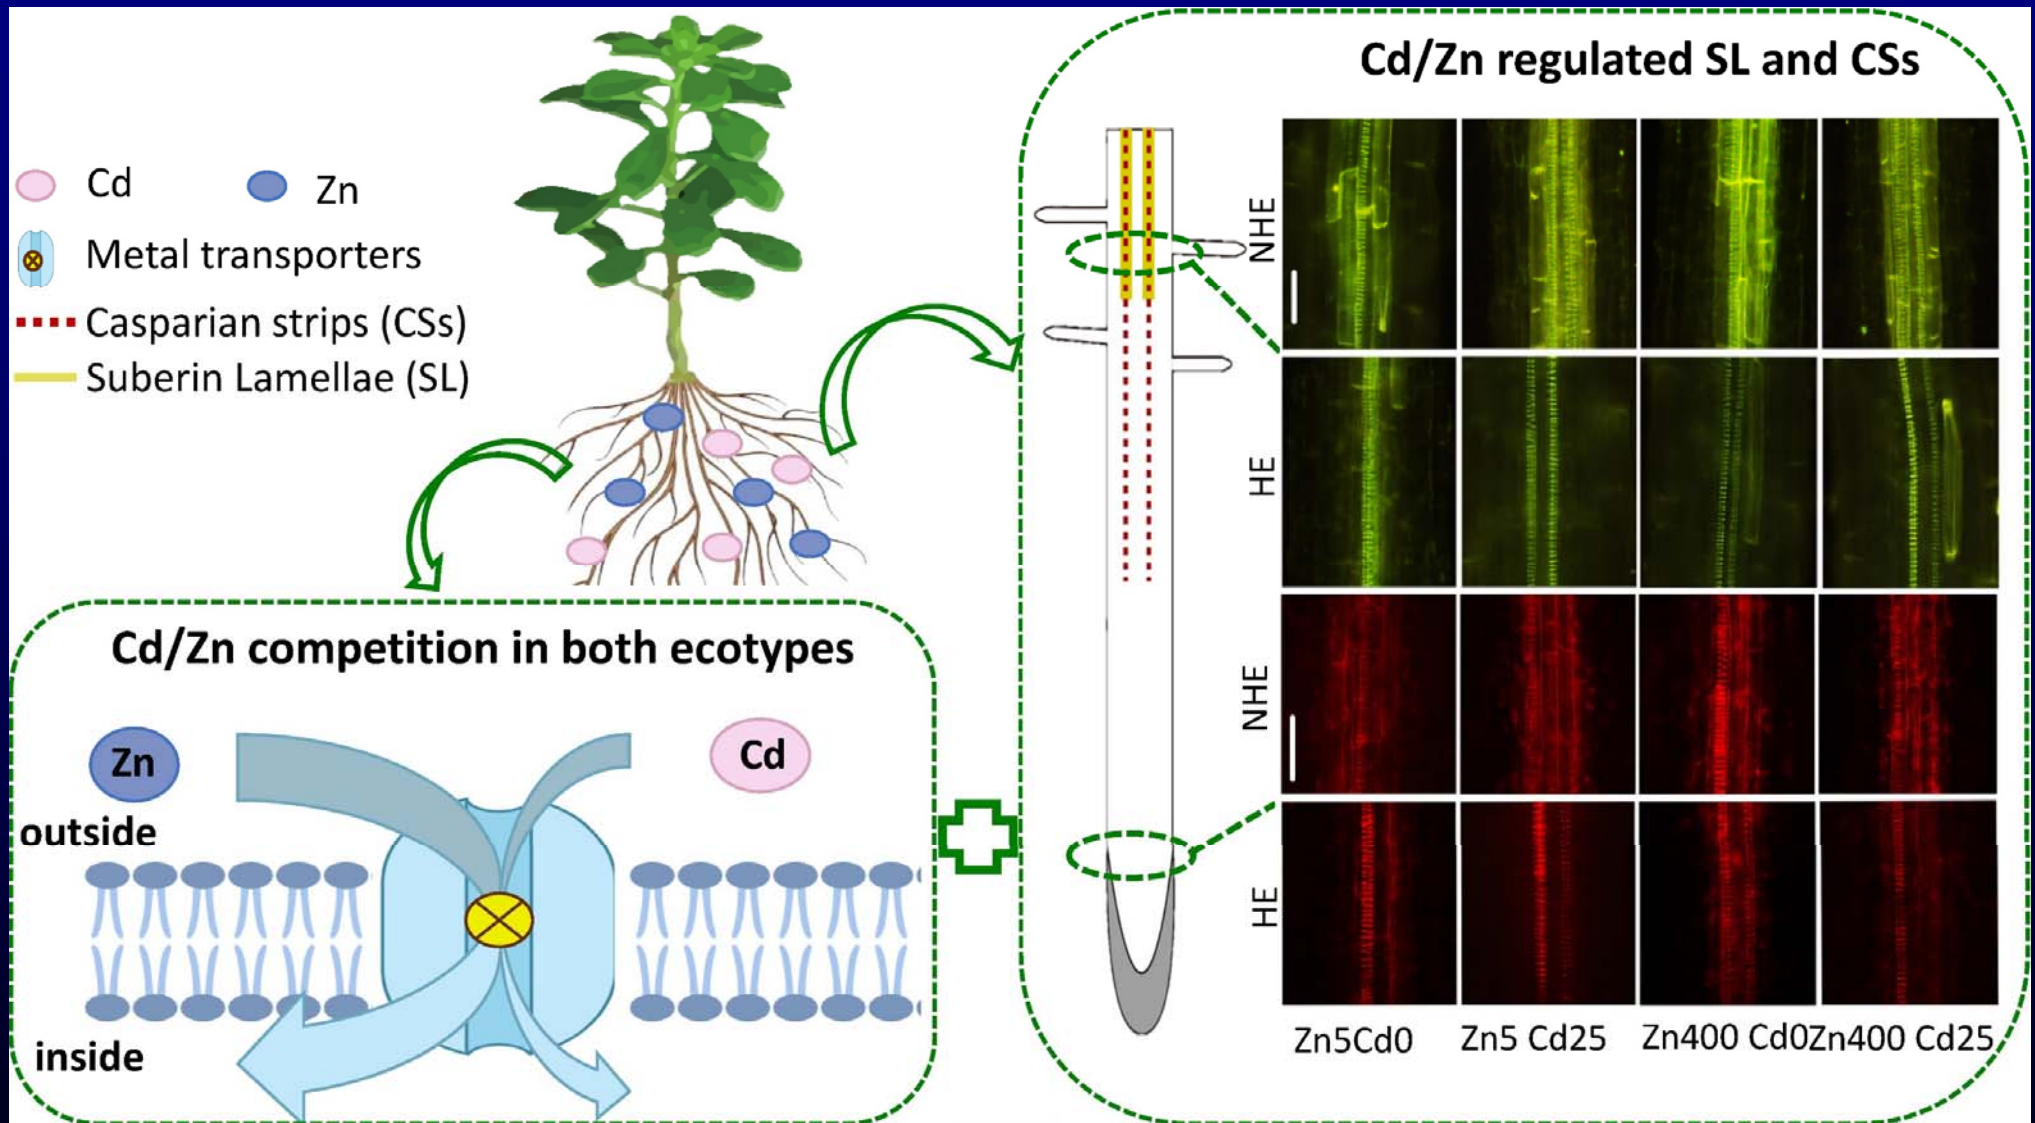 Cd
Zn
Metal transporters
Casparian strips (CSs)
Suberin Lamellae (SL)
Cd/Zn competition in both ecotypes
Zn
Cd
outside
inside
Cd/Zn regulated SL and CSs
NHE
HE
NHE
HE
Zn5Cd0
Zn5 Cd25
Zn400 Cd0
Zn400 Cd25